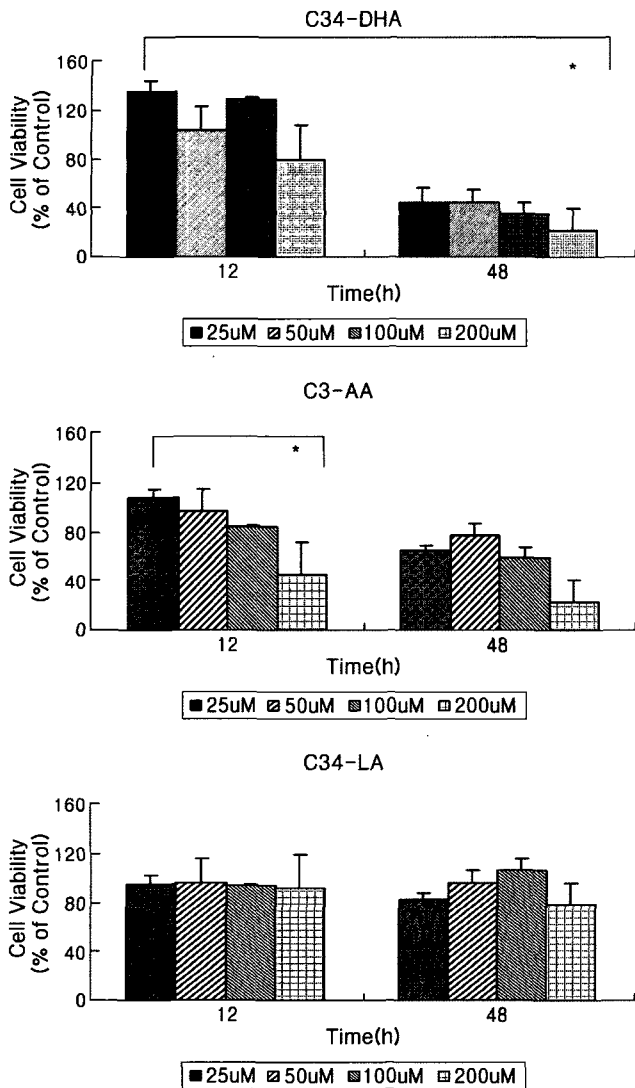 C34-DHA
Cell Viability
(% of Control)
160
120
80
40
0
*
12
48
Time(h)
25uM 50uM 100uM 200uM
C3-AA
Cell Viability
(% of Control)
160
120
80
40
0
*
12
48
Time(h)
25uM 50uM 100uM 200uM
C34-LA
Cell Viability
(% of Control)
160
120
80
40
0
12
48
Time(h)
25uM 50uM 100uM 200uM